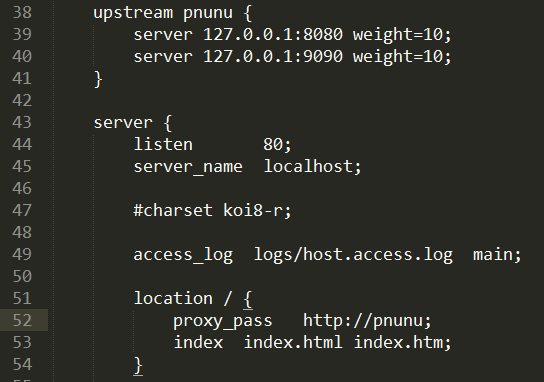 38 upstream pnunu {
39 server 127.0.0.1:8080 weight=10;
40 server 127.0.0.1:9090 weight=10;
41 }
42
43 server {
44 listen 80;
45 server_name localhost;
46
47 #charset koi8-r;
48
49 access_log logs/host.access.log main;
50
51 location / {
52 proxy_pass http://pnunu;
53 index index.html index.htm;
54 }